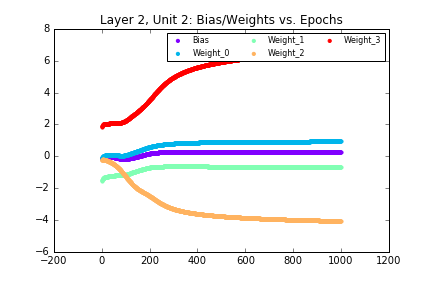 Layer 2, Unit 2: Bias/Weights vs. Epochs
8
6
4
2
0
−2
−4
−6
Bias Weight_1 Weight_3
Weight_0 Weight_2
−200 0 200 400 600 800 1000 1200